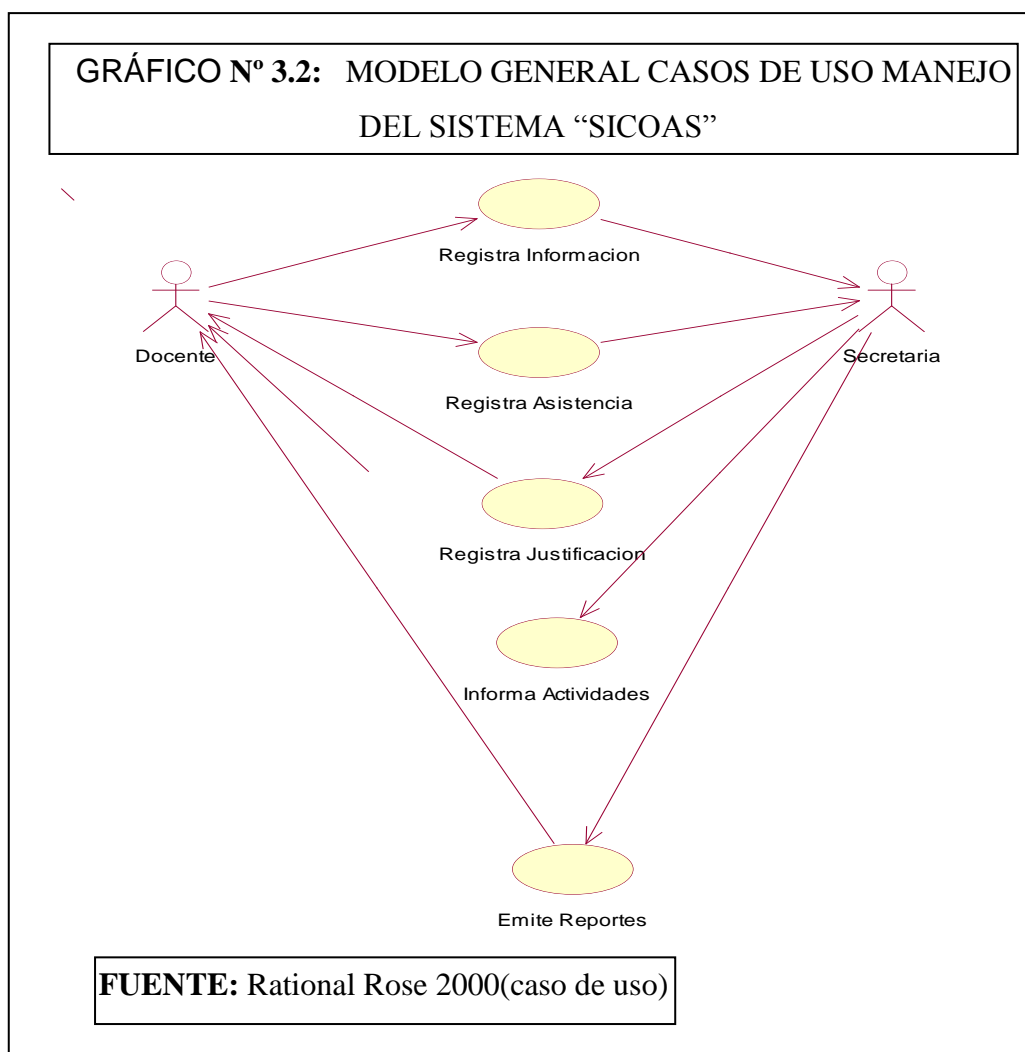 GRÁFICO Nº 3.2: MODELO GENERAL CASOS DE USO MANEJO
DEL SISTEMA “SICOAS”
Registra Informacion
Docente
Secretaria
Registra Asistencia
Registra Justificacion
Informa Actividades
Emite Reportes
FUENTE: Rational Rose 2000(caso de uso)